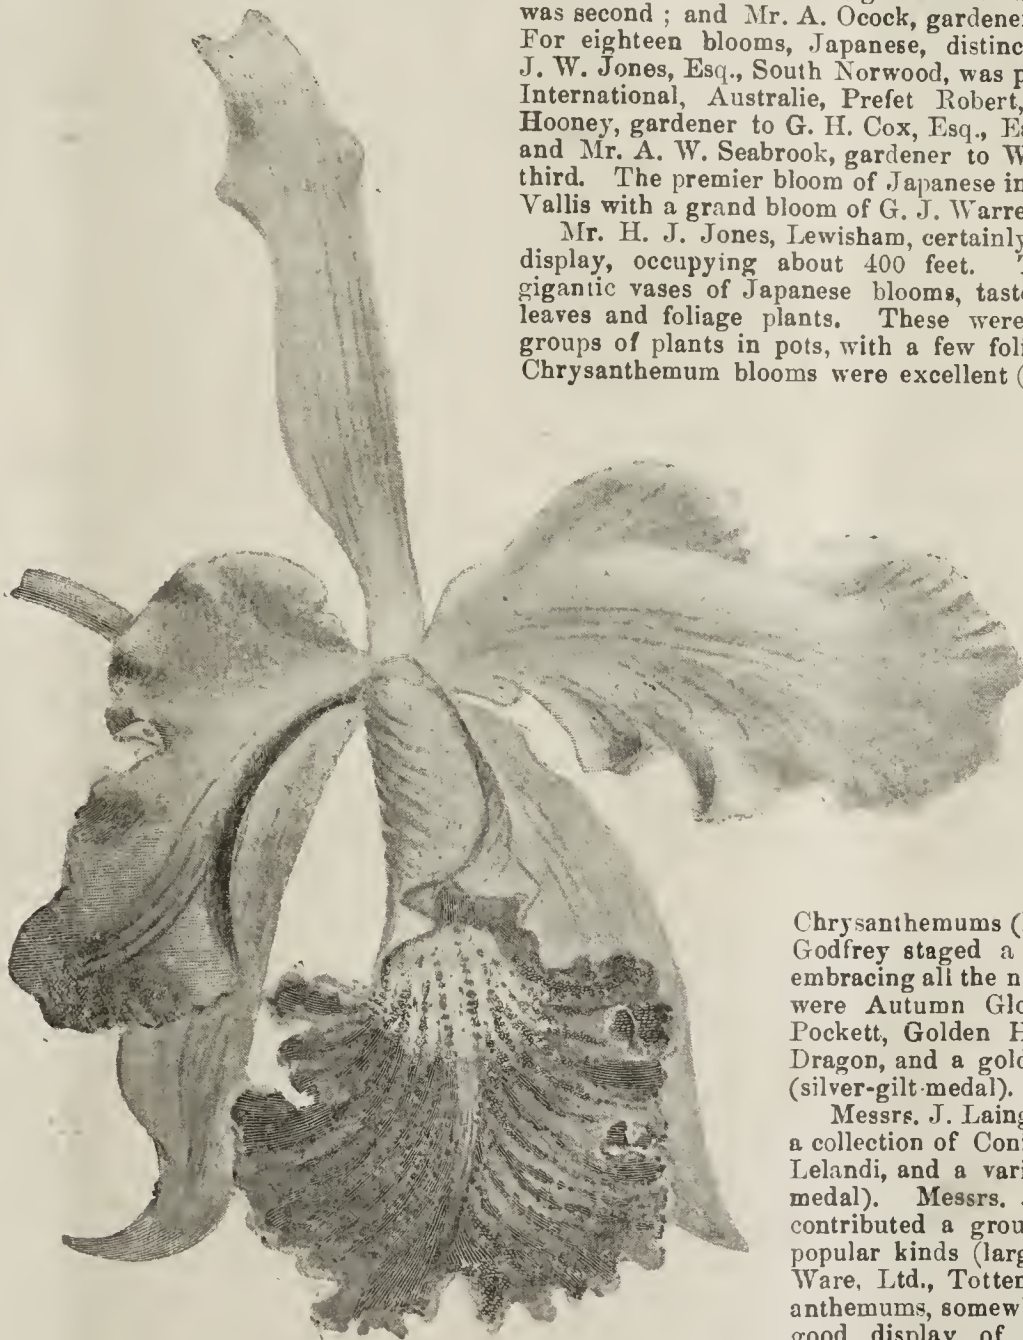 was second ; and Mr. A. Ocock, gardene
For eighteen blooms, Japanese, distinc
J. W. Jones, Esq., South Norwood, was p
International, Australie, Prefet Robert,
Hooney, gardener to G. H. Cox, Esq., Ea
and Mr. A. W. Seabrook, gardener to W
third. The premier bloom of Japanese in
Vallis with a grand bloom of G. J. Warre
Mr. H. J. Jones, Lewisham, certainly
display, occupying about 400 feet.
gigantic vases of Japanese blooms, taste
leaves and foliage plants. These were
groups of plants in pots, with a few foli
Chrysanthemum blooms were excellent (
Chrysanthemums (
Godfrey staged a
embracing all the n
were Autumn Glo
Pockett, Golden H
Dragon, and a gold
(silver-gilt medal).
Messrs. J. Laing
a collection of Con
Lelandi, and a vari
medal). Messrs.
contributed a grou
popular kinds (larg
Ware, Ltd., Totten
anthemums, somew
good display of